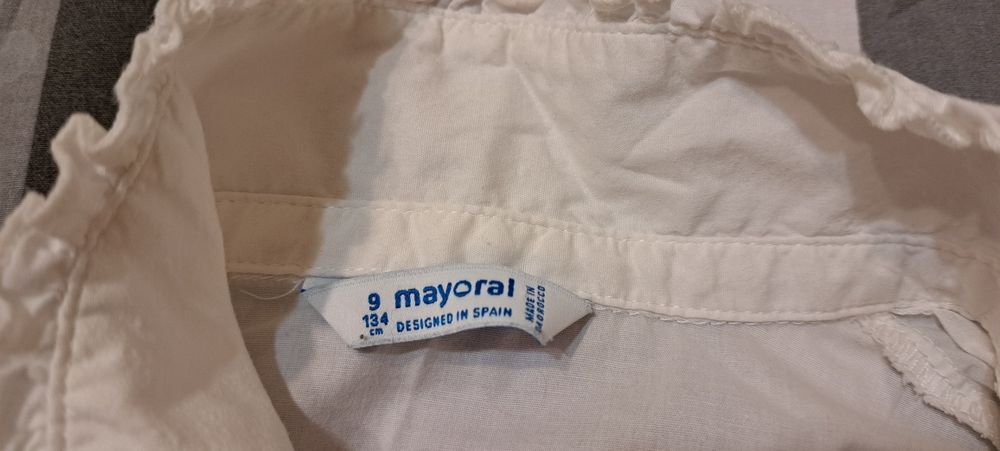 9
134
cm
mayoral
DESIGNED IN SPAIN
MADE IN
MOROCCO